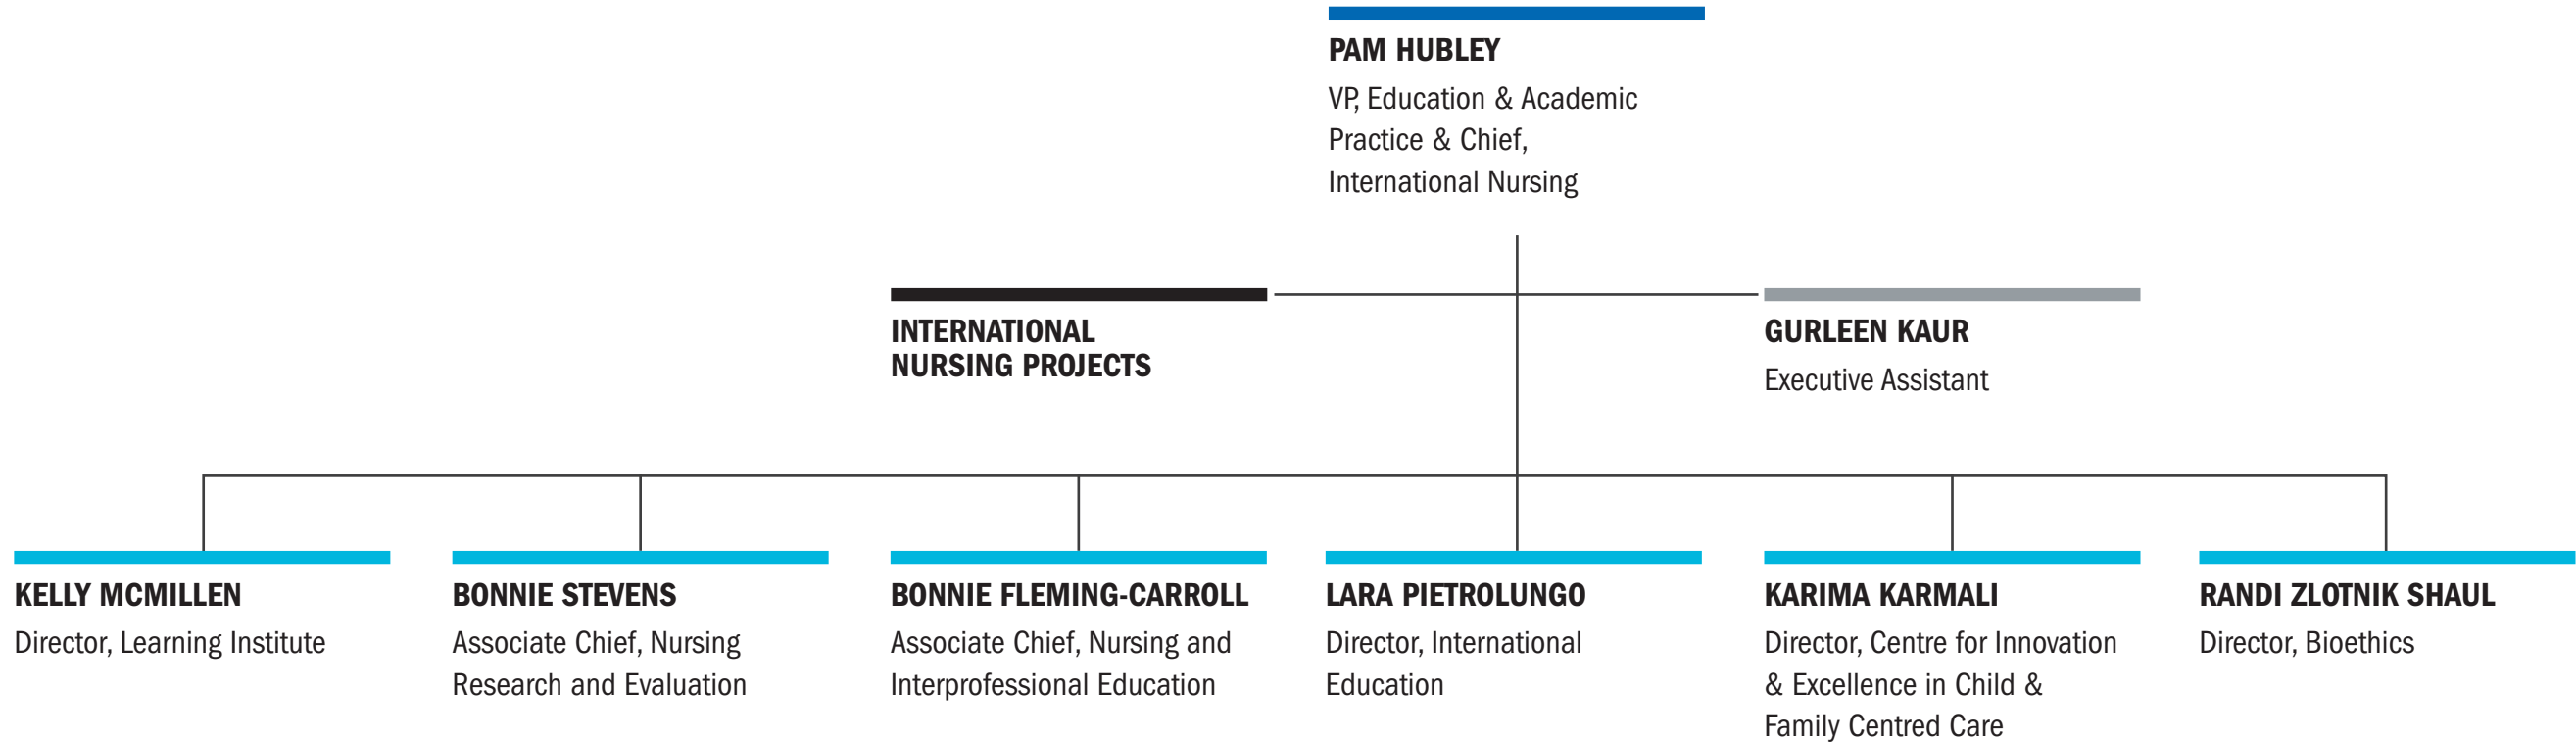 PAM HUBLEY
VP, Education & Academic
Practice & Chief,
International Nursing
INTERNATIONAL
NURSING PROJECTS
GURLEEN KAUR
Executive Assistant
KELLY MCMILLEN
Director, Learning Institute
BONNIE STEVENS
Associate Chief, Nursing
Research and Evaluation
BONNIE FLEMING-CARROLL
Associate Chief, Nursing and
Interprofessional Education
LARA PIETROLUNGO
Director, International
Education
KARIMA KARMALI
Director, Centre for Innovation
& Excellence in Child &
Family Centred Care
RANDI ZLOTNIK SHAUL
Director, Bioethics